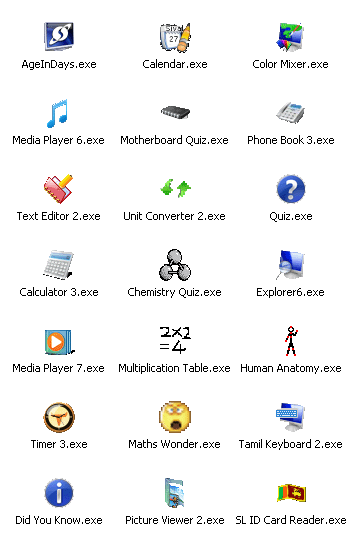 AgeInDays.exe
Calendar.exe
Color Mixer.exe
Media Player 6.exe
Motherboard Quiz.exe
Phone Book 3.exe
Text Editor 2.exe
Unit Converter 2.exe
Quiz.exe
Calculator 3.exe
Chemistry Quiz.exe
Explorer6.exe
2x2
=4
Media Player 7.exe
Multiplication Table.exe
Human Anatomy.exe
Timer 3.exe
Maths Wonder.exe
Tamil Keyboard 2.exe
Did You Know.exe
Picture Viewer 2.exe
SL ID Card Reader.exe